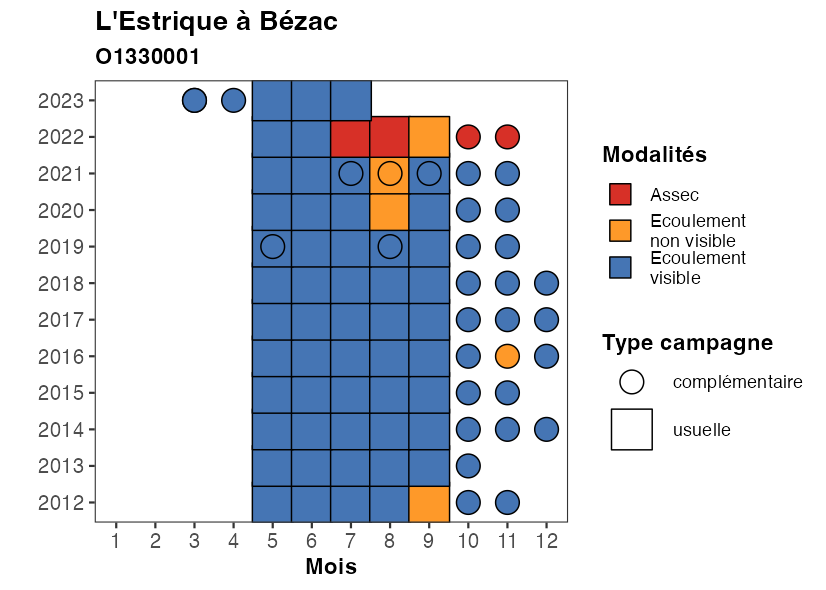 L'Estrique à Bézac
O1330001
2023
2022
2021
2020
2019
2018
2017
2016
2015
2014
2013
2012
1 2 3 4 5 6 7 8 9 10 11 12
Mois
Modalités
Assec
Ecoulement
non visible
Ecoulement
visible
Type campagne
complémentaire
usuelle